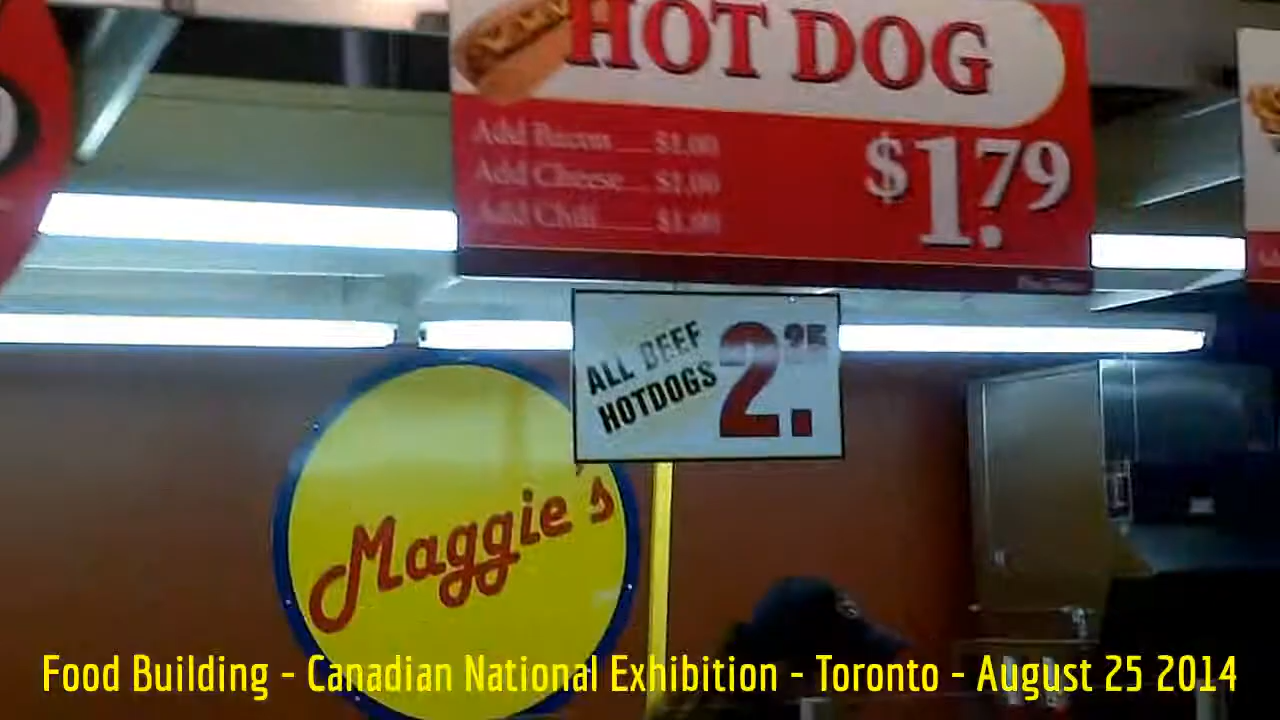 HOT DOG
Add Bacon ..... $1.00
Add Cheese ... $1.00
Add Chili ....... $1.00
$1.79
ALL BEEF
HOTDOGS
2.95
Maggie's
Food Building - Canadian National Exhibition - Toronto - August 25 2014